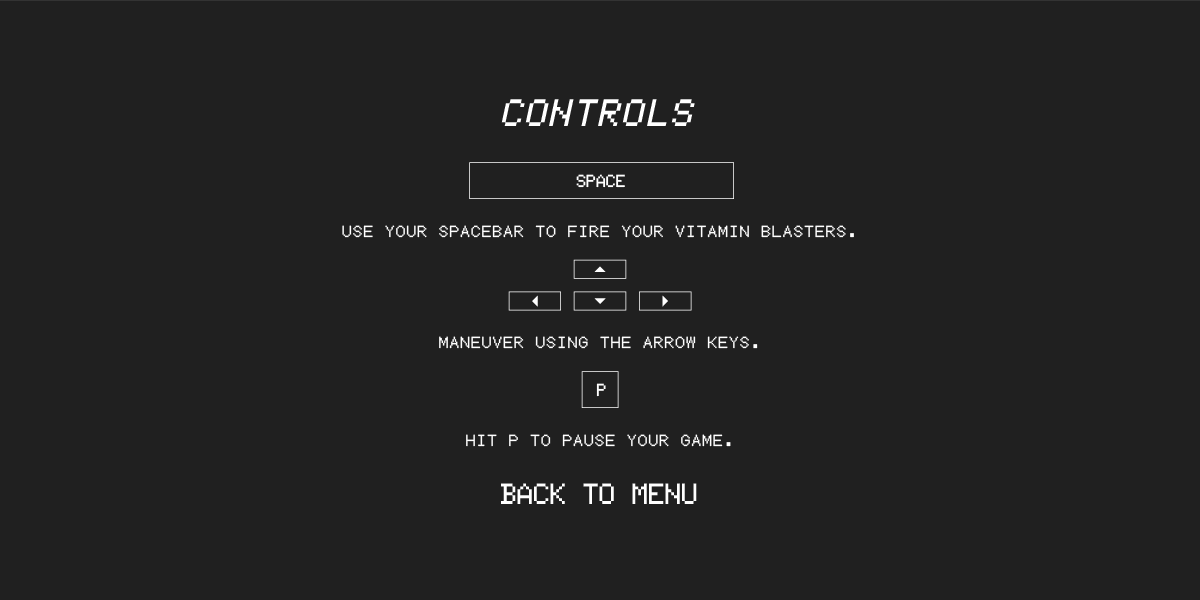 CONTROLS
SPACE
USE YOUR SPACEBAR TO FIRE YOUR VITAMIN BLASTERS.
MANEUVER USING THE ARROW KEYS.
P
HIT P TO PAUSE YOUR GAME.
BACK TO MENU